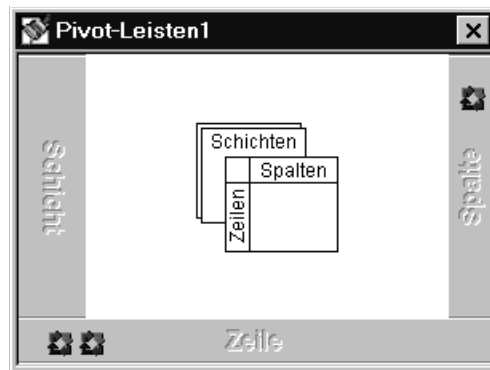 Pivot-Leisten1
Schicht
Schichten
Spalten
Zeilen
Spalte
Zeile